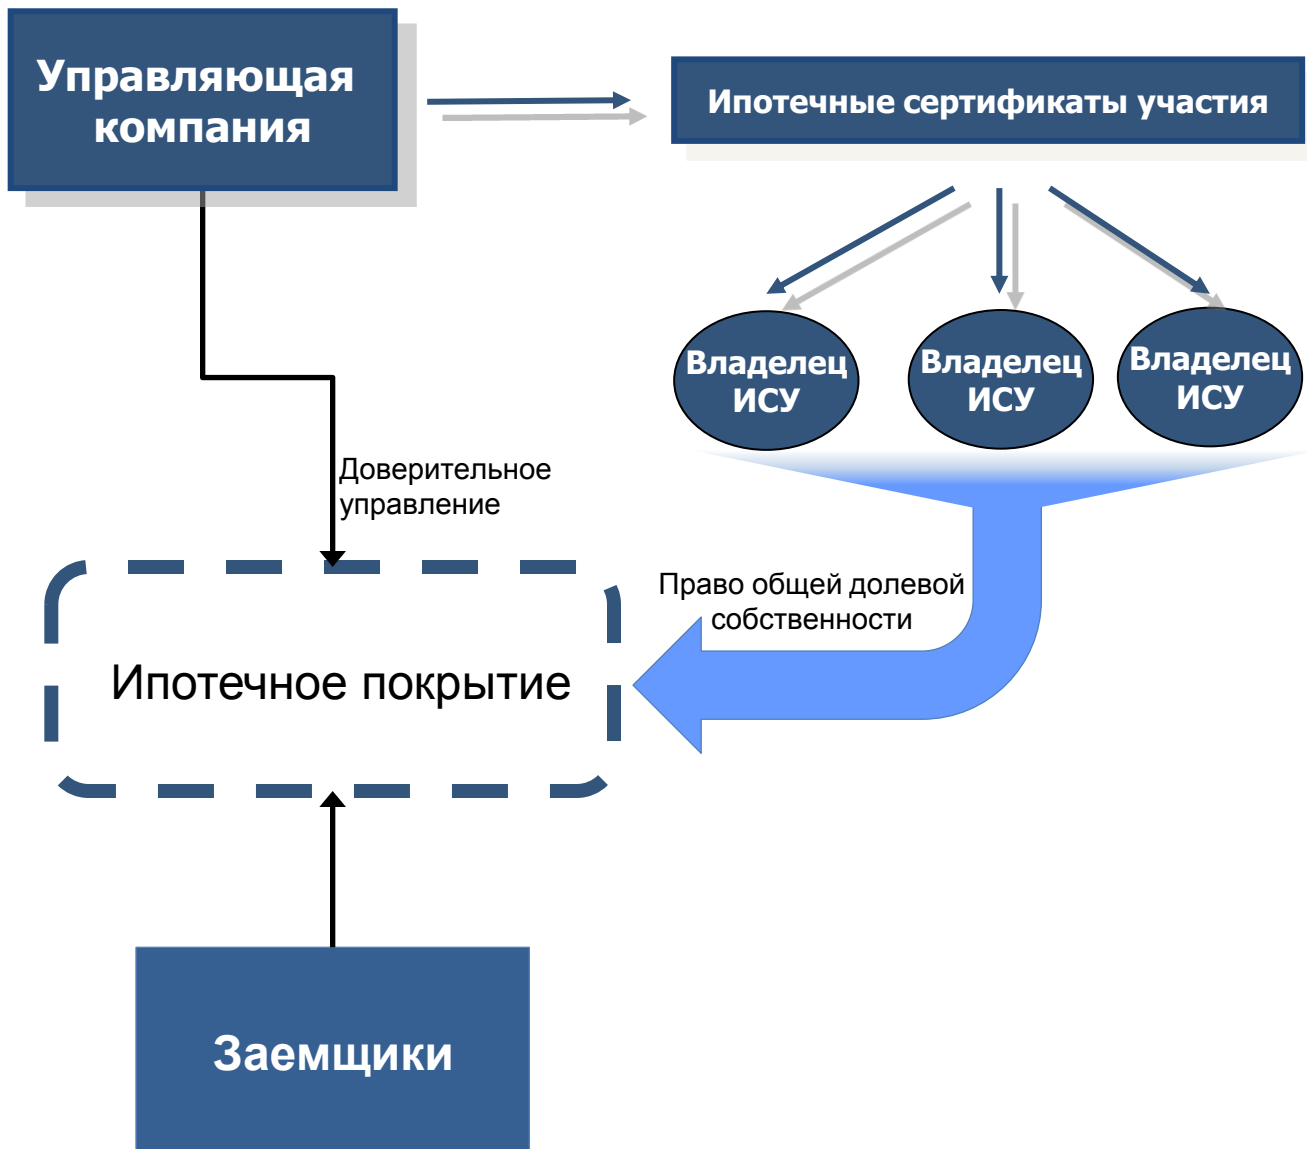 Управляющая
компания
Ипотечные сертификаты участия
Владелец
ИСУ
Владелец
ИСУ
Владелец
ИСУ
Доверительное
управление
Право общей долевой
собственности
Ипотечное покрытие
Заемщики